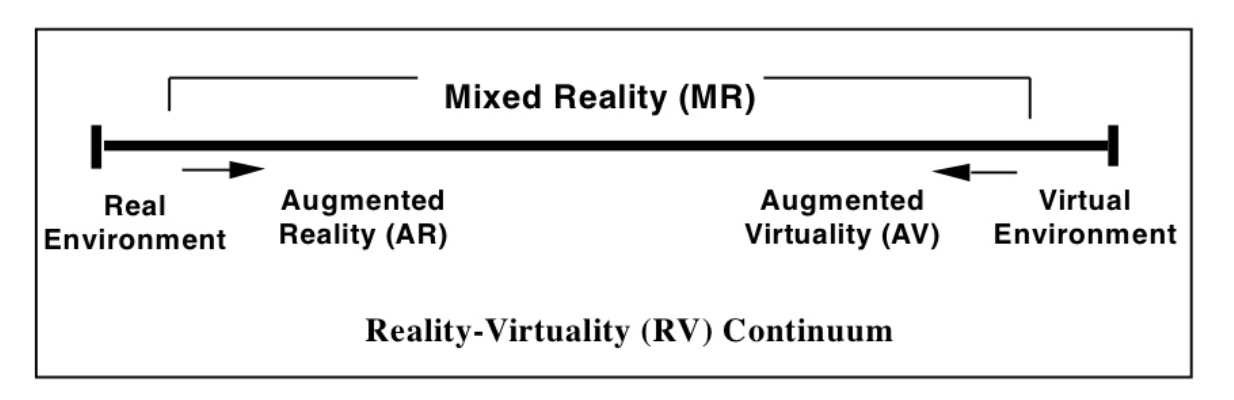 Mixed Reality (MR)
Real
Environment
Augmented
Reality (AR)
Augmented
Virtuality (AV)
Virtual
Environment
Reality-Virtuality (RV) Continuum